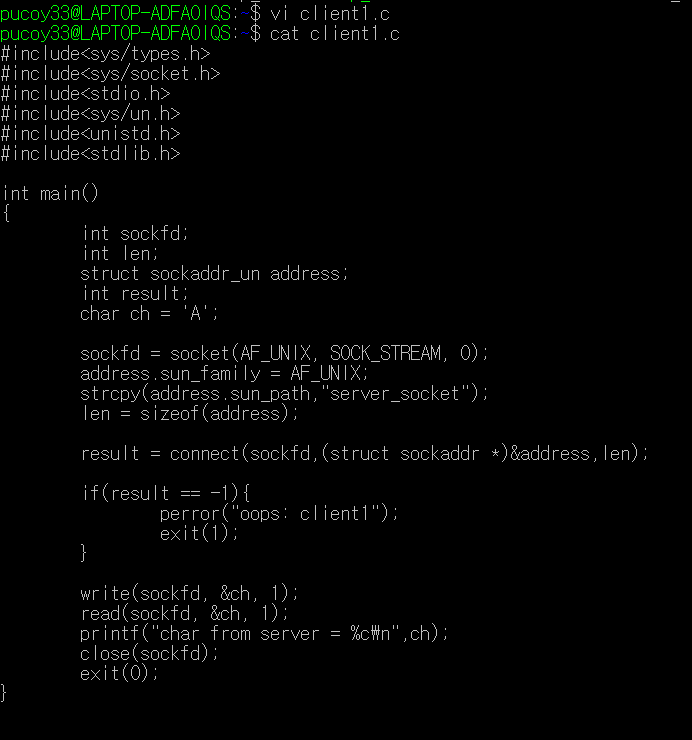 pucoy33@LAPTOP-ADFA0IQS:~$ vi client1.c
pucoy33@LAPTOP-ADFA0IQS:~$ cat client1.c
#include<sys/types.h>
#include<sys/socket.h>
#include<stdio.h>
#include<sys/un.h>
#include<unistd.h>
#include<stdlib.h>
int main()
{
int sockfd;
int len;
struct sockaddr_un address;
int result;
char ch = 'A';
sockfd = socket(AF_UNIX, SOCK_STREAM, 0);
address.sun_family = AF_UNIX;
strcpy(address.sun_path,"server_socket");
len = sizeof(address);
result = connect(sockfd,(struct sockaddr *)&address,len);
if(result == -1){
perror("oops: client1");
exit(1);
}
write(sockfd, &ch, 1);
read(sockfd, &ch, 1);
printf("char from server = %c₩n",ch);
close(sockfd);
exit(0);
}